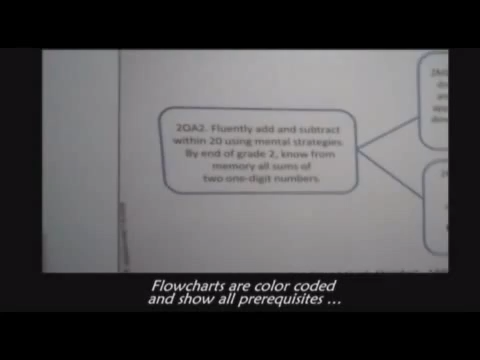 2OA2. Fluently add and subtract
within 20 using mental strategies.
By end of grade 2, know from
memory all sums of
two one-digit numbers.
Flowcharts are color coded
and show all prerequisites ...